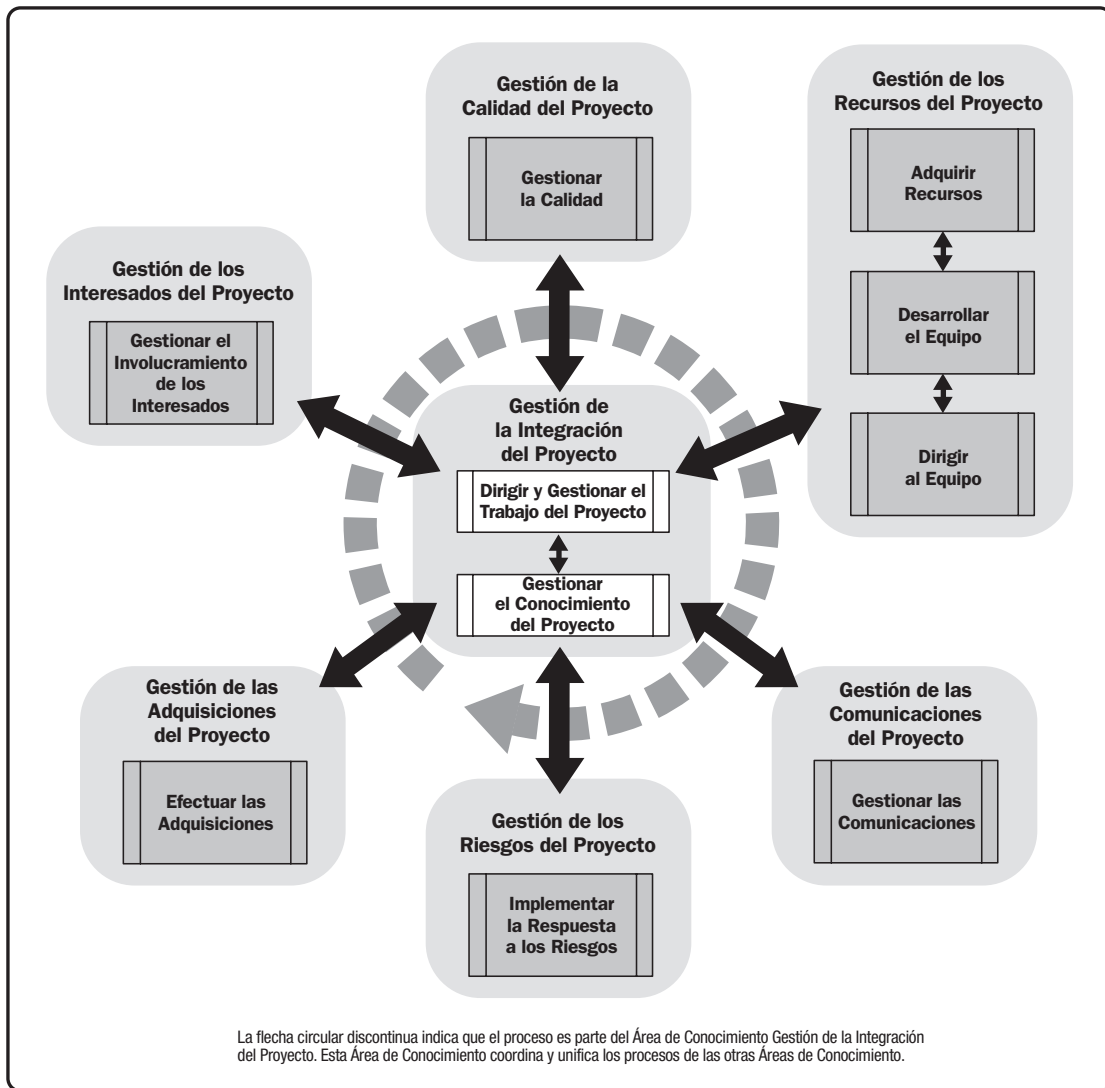 Gestión de la
Calidad del Proyecto
Gestionar
la Calidad
Gestión de los
Recursos del Proyecto
Adquirir
Recursos
Desarrollar
el Equipo
Dirigir
al Equipo
Gestión de los
Interesados del Proyecto
Gestionar el
Involucramiento
de los
Interesados
Gestión de
la Integración
del Proyecto
Dirigir y Gestionar el
Trabajo del Proyecto
Gestionar
el Conocimiento
del Proyecto
Gestión de las
Adquisiciones
del Proyecto
Efectuar las
Adquisiciones
Gestión de los
Riesgos del Proyecto
Implementar
la Respuesta
a los Riesgos
Gestión de las
Comunicaciones
del Proyecto
Gestionar las
Comunicaciones
La flecha circular discontinua indica que el proceso es parte del Área de Conocimiento Gestión de la Integración
del Proyecto. Esta Área de Conocimiento coordina y unifica los procesos de las otras Áreas de Conocimiento.